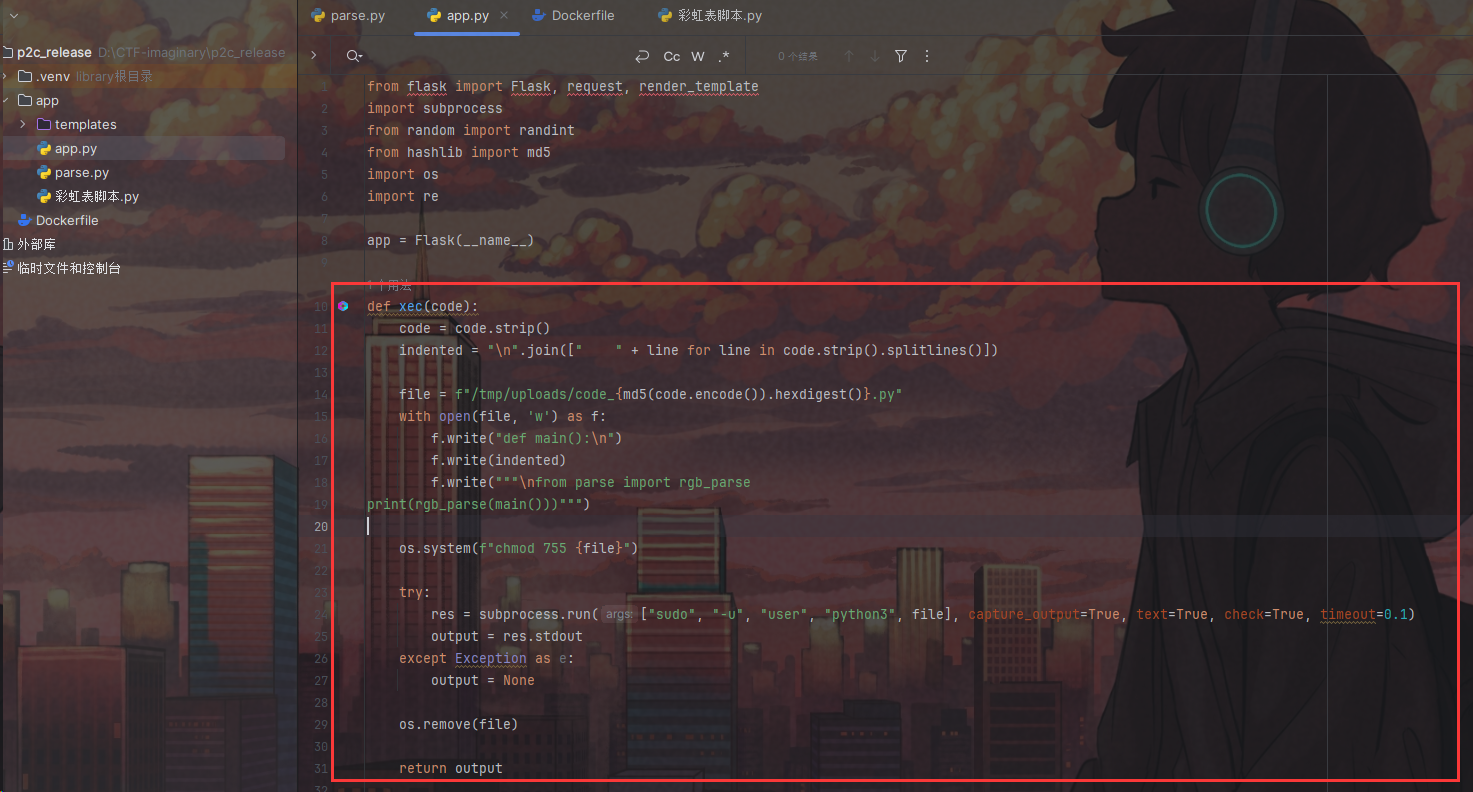 parse.py
app.py
Dockerfile
彩虹表脚本.py
p2c_release D:\CTF-imaginary\p2c_release
.venv library根目录
app
templates
app.py
parse.py
彩虹表脚本.py
Dockerfile
外部库
临时文件和控制台
Cc W .* 0 个结果
1 from flask import Flask, request, render_template
2 import subprocess
3 from random import randint
4 from hashlib import md5
5 import os
6 import re
7
8 app = Flask(__name__)
9
1 个用法
10 def xec(code):
11 code = code.strip()
12 indented = "\n".join(["    " + line for line in code.strip().splitlines()])
13
14 file = f"/tmp/uploads/code_{md5(code.encode()).hexdigest()}.py"
15 with open(file, 'w') as f:
16 f.write("def main():\n")
17 f.write(indented)
18 f.write("""\nfrom parse import rgb_parse
19 print(rgb_parse(main()))""")
20
21 os.system(f"chmod 755 {file}")
22
23 try:
24 res = subprocess.run( args: ["sudo", "-u", "user", "python3", file], capture_output=True, text=True, check=True, timeout=0.1)
25 output = res.stdout
26 except Exception as e:
27 output = None
28
29 os.remove(file)
30
31 return output
32